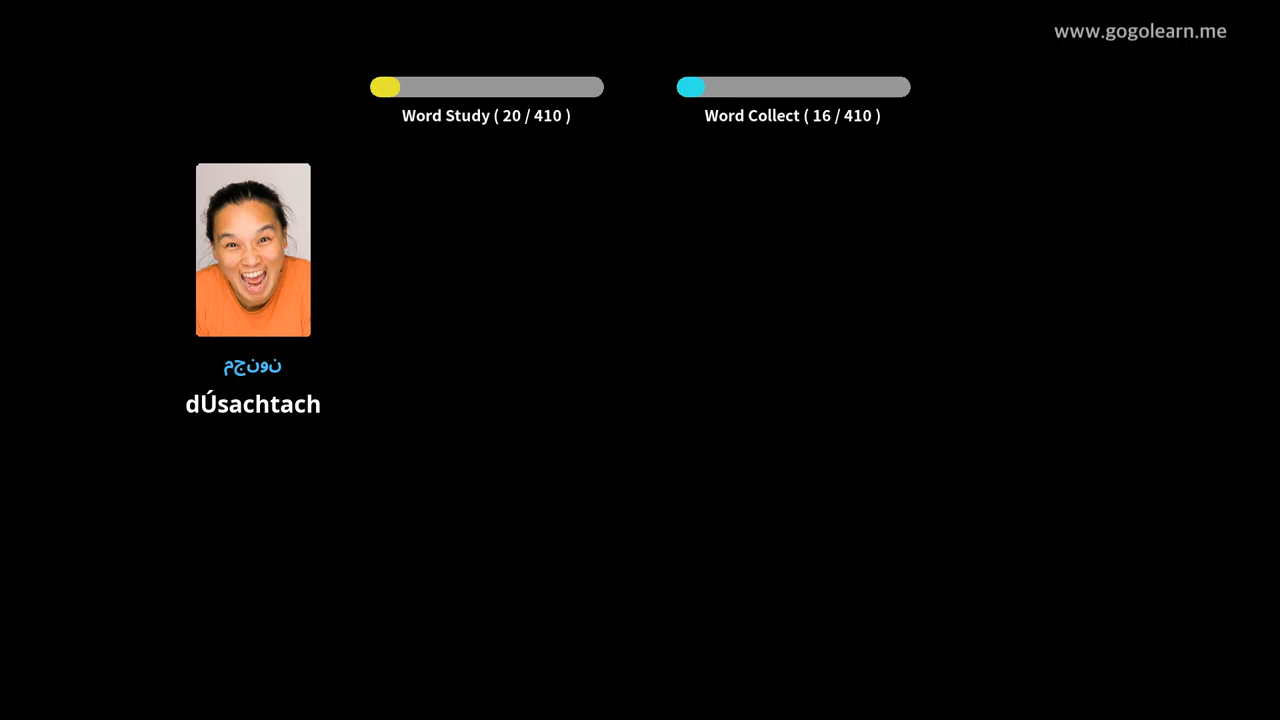 www.gogolearn.me
Word Study ( 20 / 410 )
Word Collect ( 16 / 410 )
مجنون
dÚsachtach